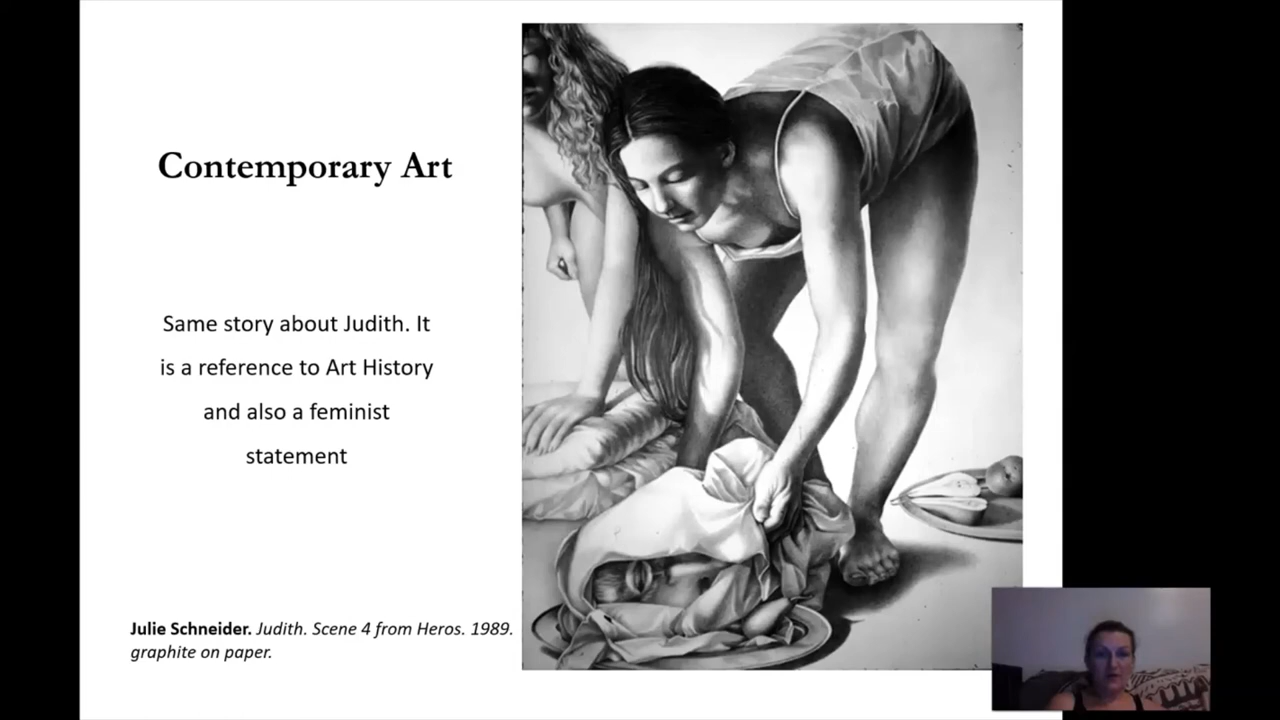 Contemporary Art
Same story about Judith. It
is a reference to Art History
and also a feminist
statement
Julie Schneider. Judith. Scene 4 from Heros. 1989.
graphite on paper.